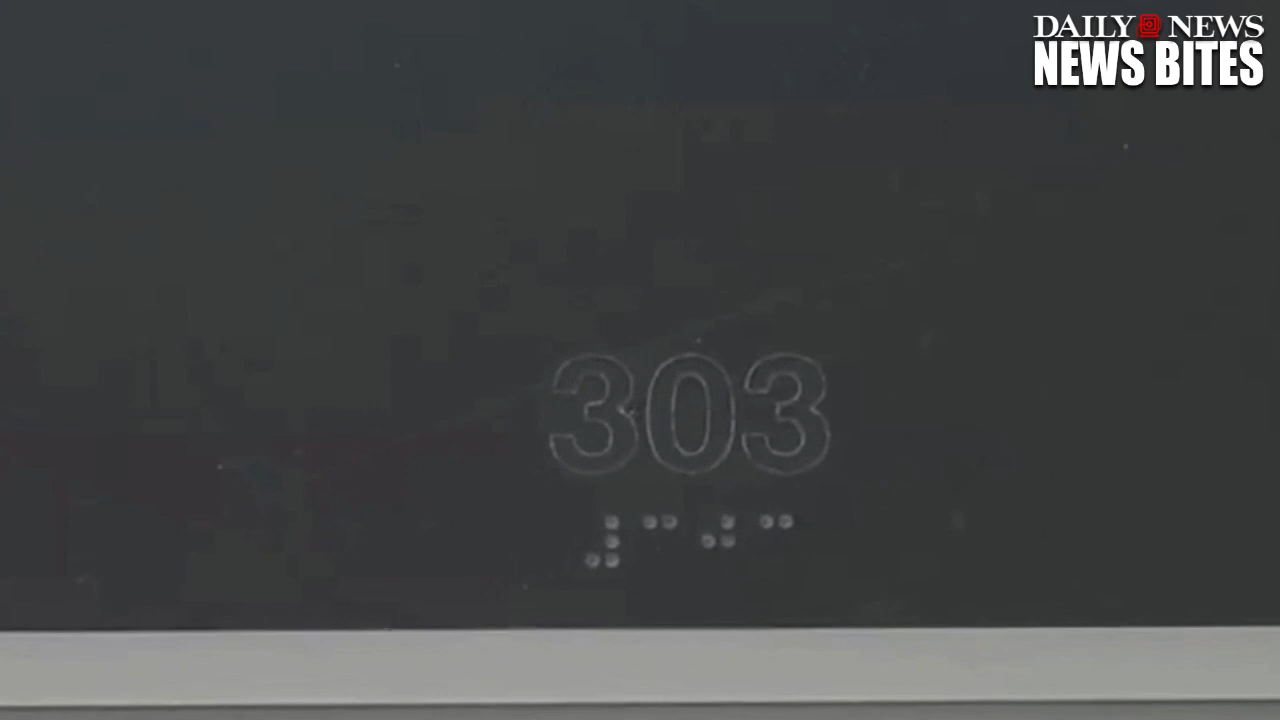 DAILY NEWS
NEWS BITES
303
⠼⠉⠚⠉